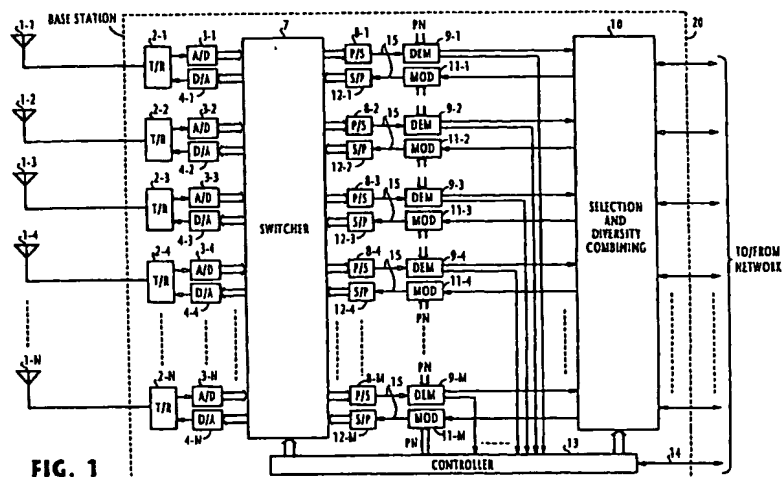 BASE STATION
1-1
2-1
3-1
7
8-1
15
PN
9-1
10
20
T/R
A/D
P/S
DEM
D/A
S/P
MOD
11-1
4-1
12-1
1-2
2-2
3-2
8-2
15
9-2
T/R
A/D
P/S
DEM
D/A
S/P
MOD
11-2
4-2
12-2
1-3
2-3
3-3
8-3
15
9-3
T/R
A/D
P/S
DEM
D/A
S/P
MOD
11-3
4-3
12-3
SWITCHER
SELECTION
AND
DIVERSITY
COMBINING
TO/FROM
NETWORK
1-4
2-4
3-4
8-4
15
9-4
T/R
A/D
P/S
DEM
D/A
S/P
MOD
11-4
4-4
12-4
PN
1-N
2-N
3-N
8-M
15
PN
9-M
T/R
A/D
P/S
DEM
D/A
S/P
MOD
11-M
4-N
12-M
PN
13
14
CONTROLLER
FIG. 1